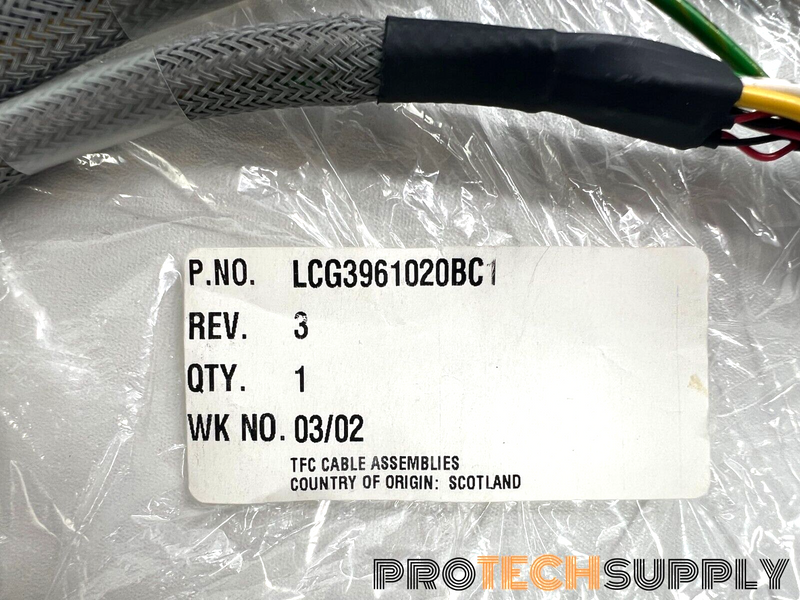 P.NO. LCG3961020BC1
REV. 3
QTY. 1
WK NO. 03/02
TFC CABLE ASSEMBLIES
COUNTRY OF ORIGIN: SCOTLAND
PROTECHSUPPLY